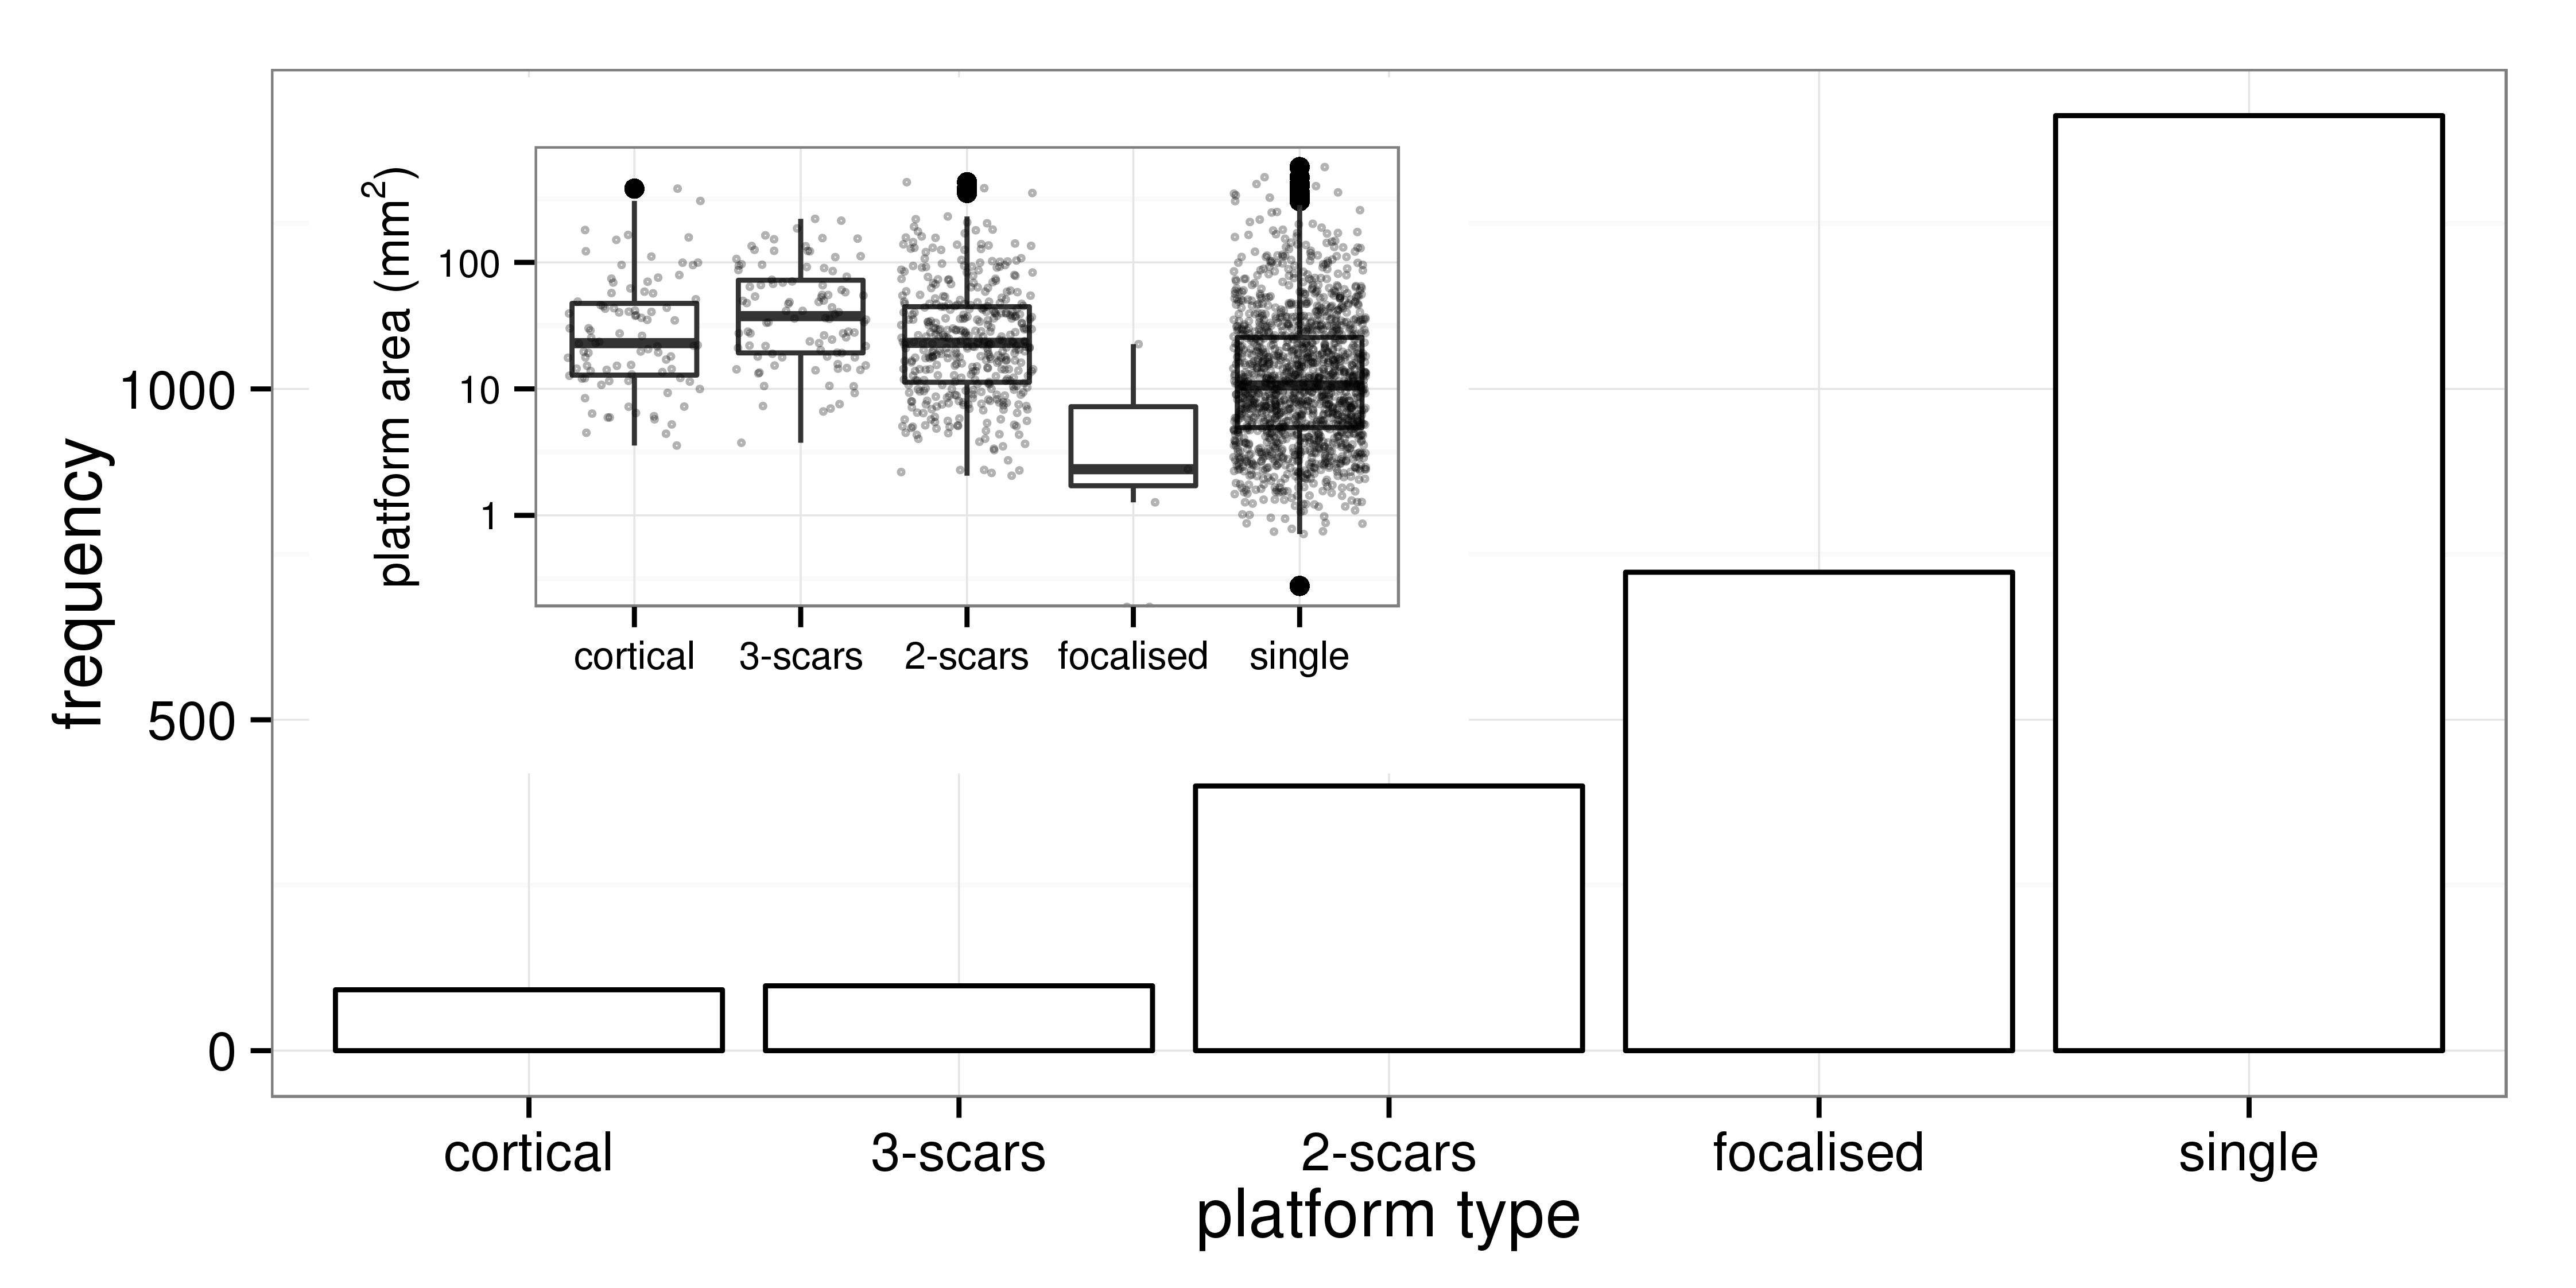 platform area (mm²)
100
10
1
cortical 3-scars 2-scars focalised single
frequency
1000
500
0
cortical 3-scars 2-scars focalised single
platform type